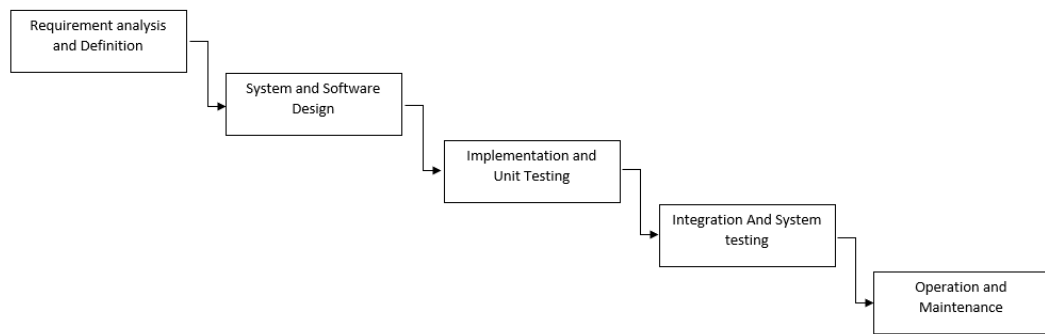 Requirement analysis
and Definition
System and Software
Design
Implementation and
Unit Testing
Integration And System
testing
Operation and
Maintenance